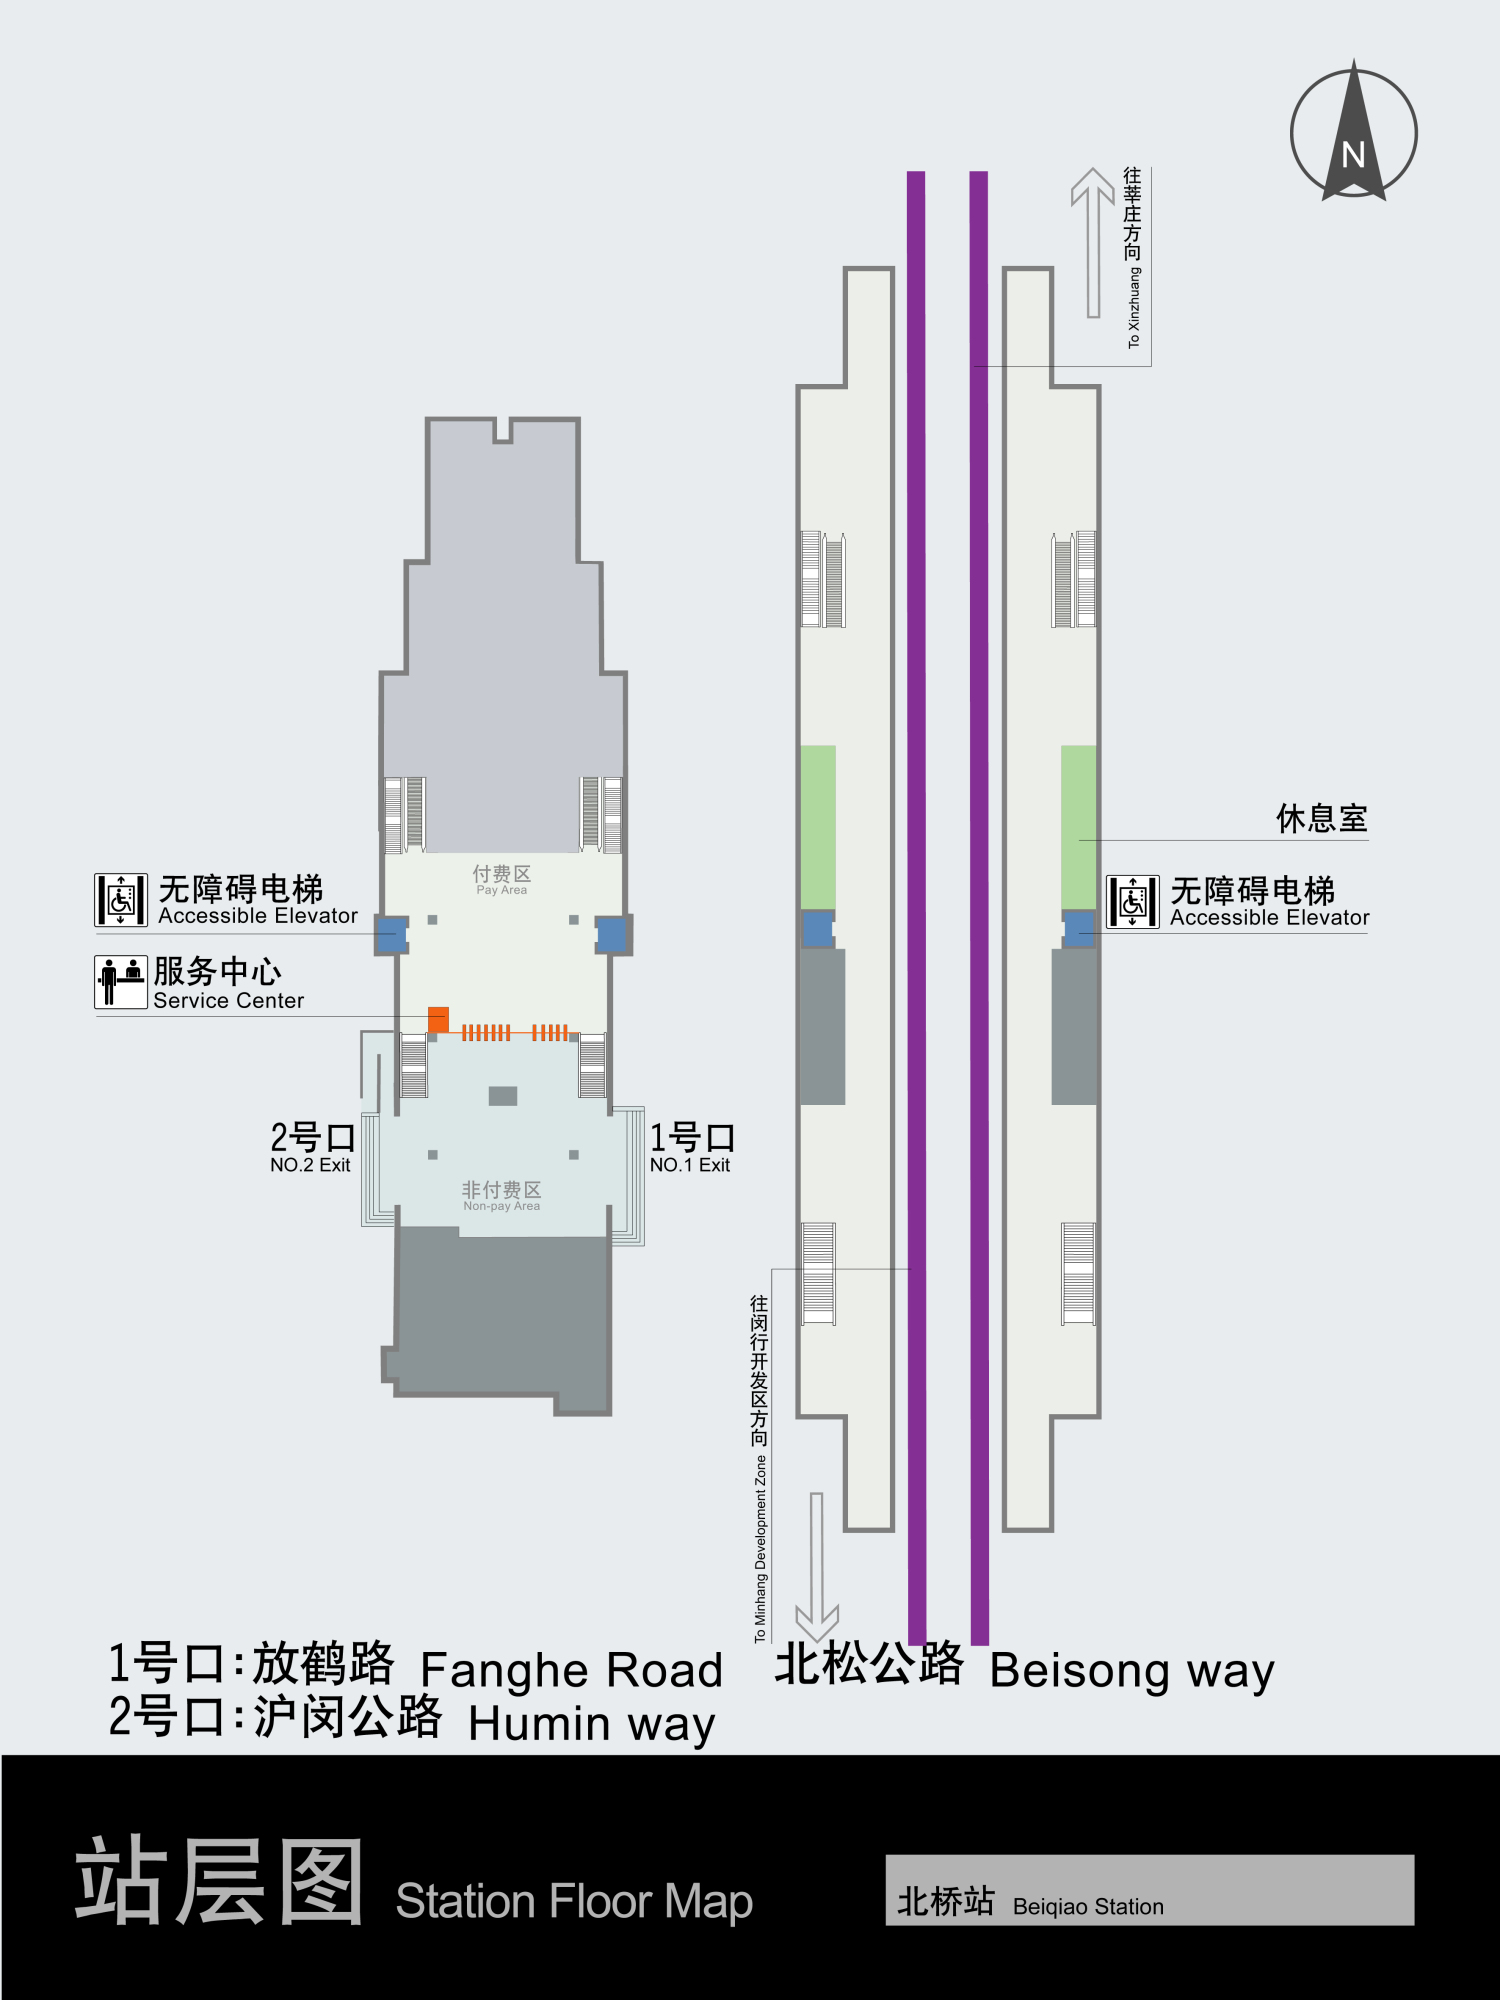 N
往莘庄方向 To Xinzhuang
付费区
Pay Area
休息室
无障碍电梯
Accessible Elevator
无障碍电梯
Accessible Elevator
服务中心
Service Center
2号口
NO.2 Exit
1号口
NO.1 Exit
非付费区
Non-pay Area
往闵行开发区方向 To Minhang Development Zone
1号口:放鹤路 Fanghe Road 北松公路 Beisong way
2号口:沪闵公路 Humin way
站层图 Station Floor Map
北桥站 Beiqiao Station